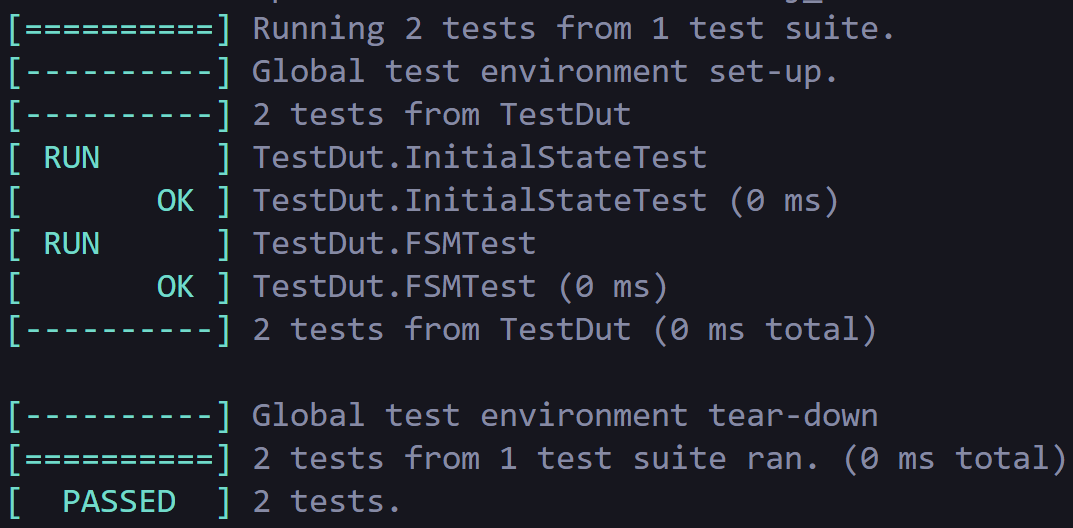 [==========] Running 2 tests from 1 test suite.
[----------] Global test environment set-up.
[----------] 2 tests from TestDut
[ RUN      ] TestDut.InitialStateTest
[       OK ] TestDut.InitialStateTest (0 ms)
[ RUN      ] TestDut.FSMTest
[       OK ] TestDut.FSMTest (0 ms)
[----------] 2 tests from TestDut (0 ms total)

[----------] Global test environment tear-down
[==========] 2 tests from 1 test suite ran. (0 ms total)
[  PASSED  ] 2 tests.